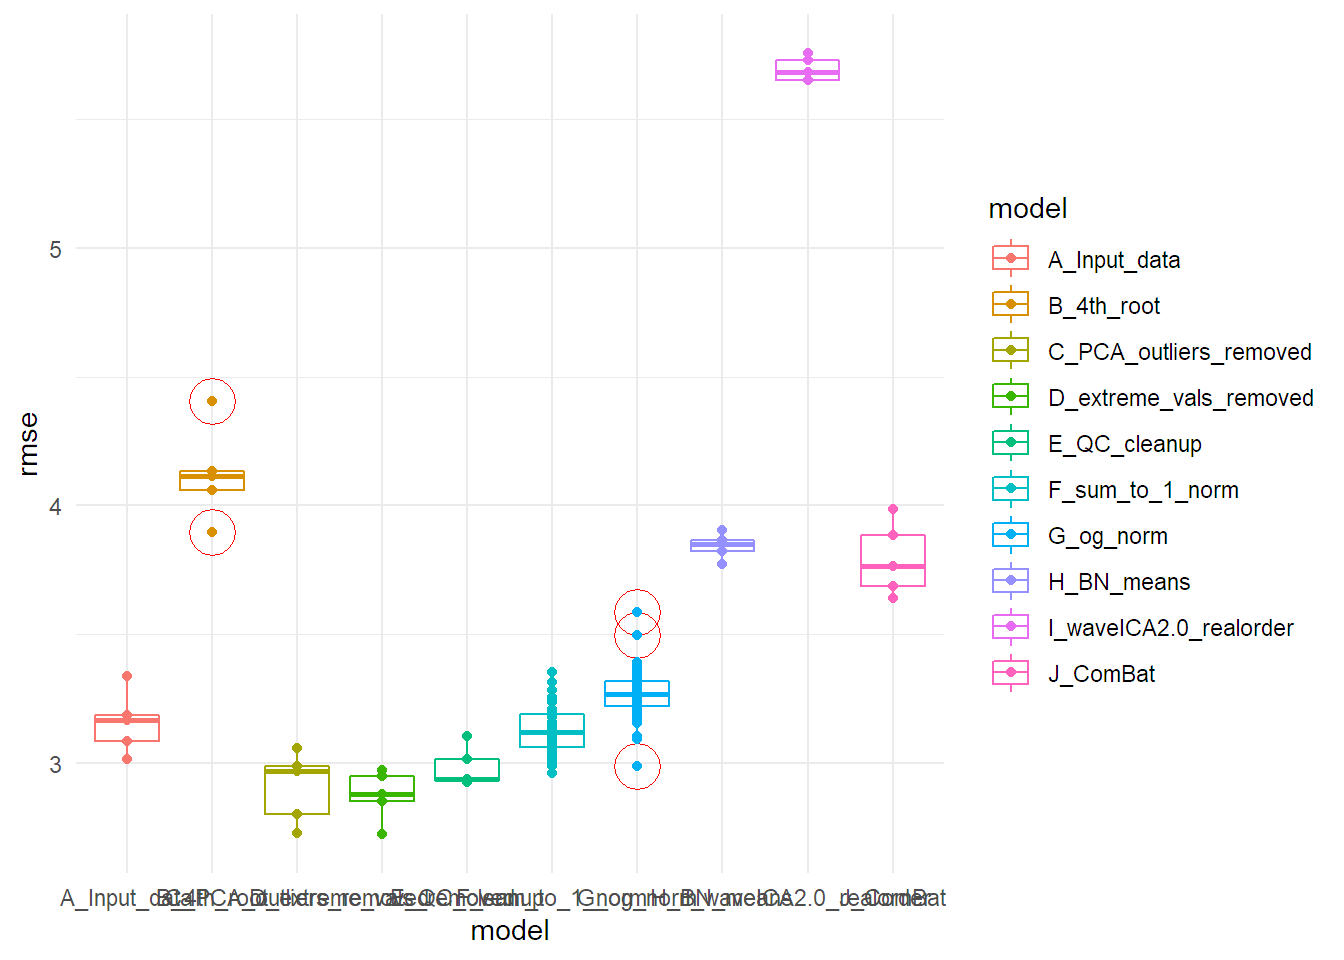 model
A_Input_data
B_4th_root
C_PCA_outliers_removed
D_extreme_vals_removed
E_QC_cleanup
F_sum_to_1_norm
G_og_norm
H_BN_means
I_waveICA2.0_realorder
J_ComBat
5
4
3
rmse
model